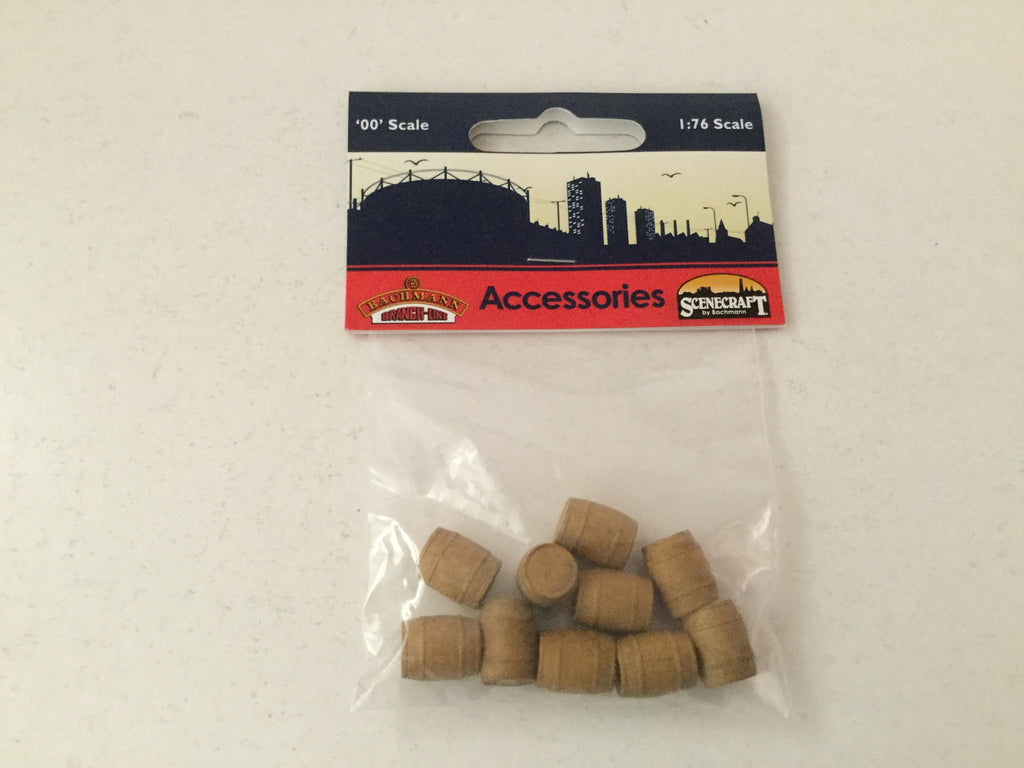 ‘00’ Scale
1:76 Scale
BACHMANN
BRANCH-LINE
Accessories
SCENECRAFT
by Bachmann